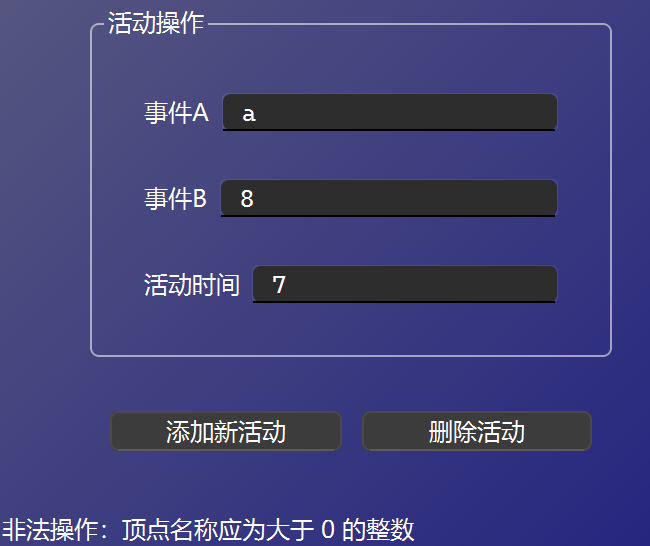 活动操作
事件A a
事件B 8
活动时间 7
添加新活动 删除活动
非法操作：顶点名称应为大于 0 的整数